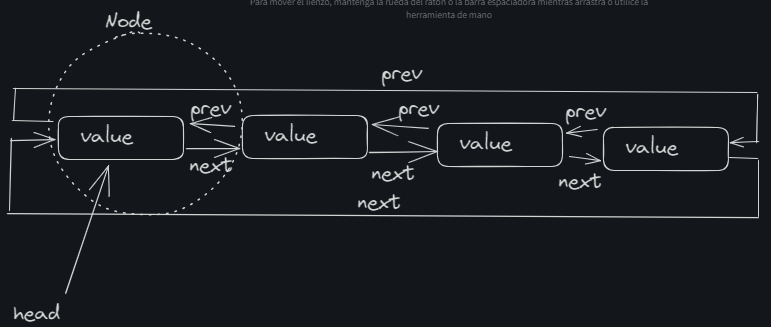 Para mover el lienzo, mantenga la rueda del ratón o la barra espaciadora mientras arrastra o utilice la
herramienta de mano
Node
prev
prev
prev
prev
value
value
value
value
next
next
next
next
head